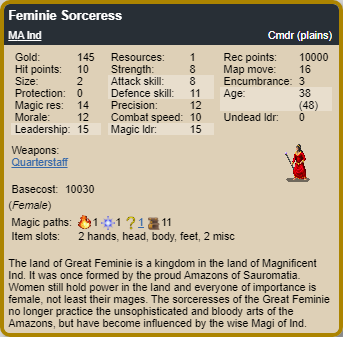 Feminie Sorceress
MA Ind Cmdr (plains)
Gold: 145 Resources: 1 Rec points: 10000
Hit points: 10 Strength: 8 Map move: 16
Size: 2 Attack skill: 8 Encumbrance: 3
Protection: 0 Defence skill: 11 Age: 38
Magic res: 14 Precision: 12 (48)
Morale: 12 Combat speed: 10 Undead ldr: 0
Leadership: 15 Magic ldr: 15
Weapons:
Quarterstaff
Basecost: 10030
(Female)
Magic paths: 1 1 ?1 11
Item slots: 2 hands, head, body, feet, 2 misc
The land of Great Feminie is a kingdom in the land of Magnificent
Ind. It was once formed by the proud Amazons of Sauromatia.
Women still hold power in the land and everyone of importance is
female, not least their mages. The sorceresses of the Great Feminie
no longer practice the unsophisticated and bloody arts of the
Amazons, but have become influenced by the wise Magi of Ind.